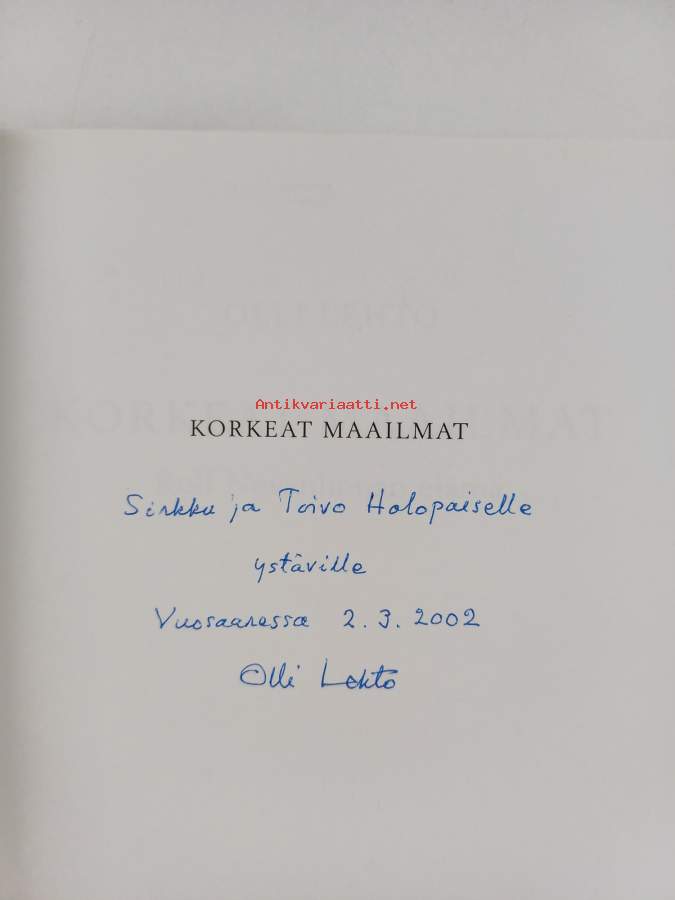 Antikvariaatti.net
KORKEAT MAAILMAT
Sirkku ja Toivo Holopaiselle
ystäville
Vuosaaressa 2.3.2002
Olli Lehto